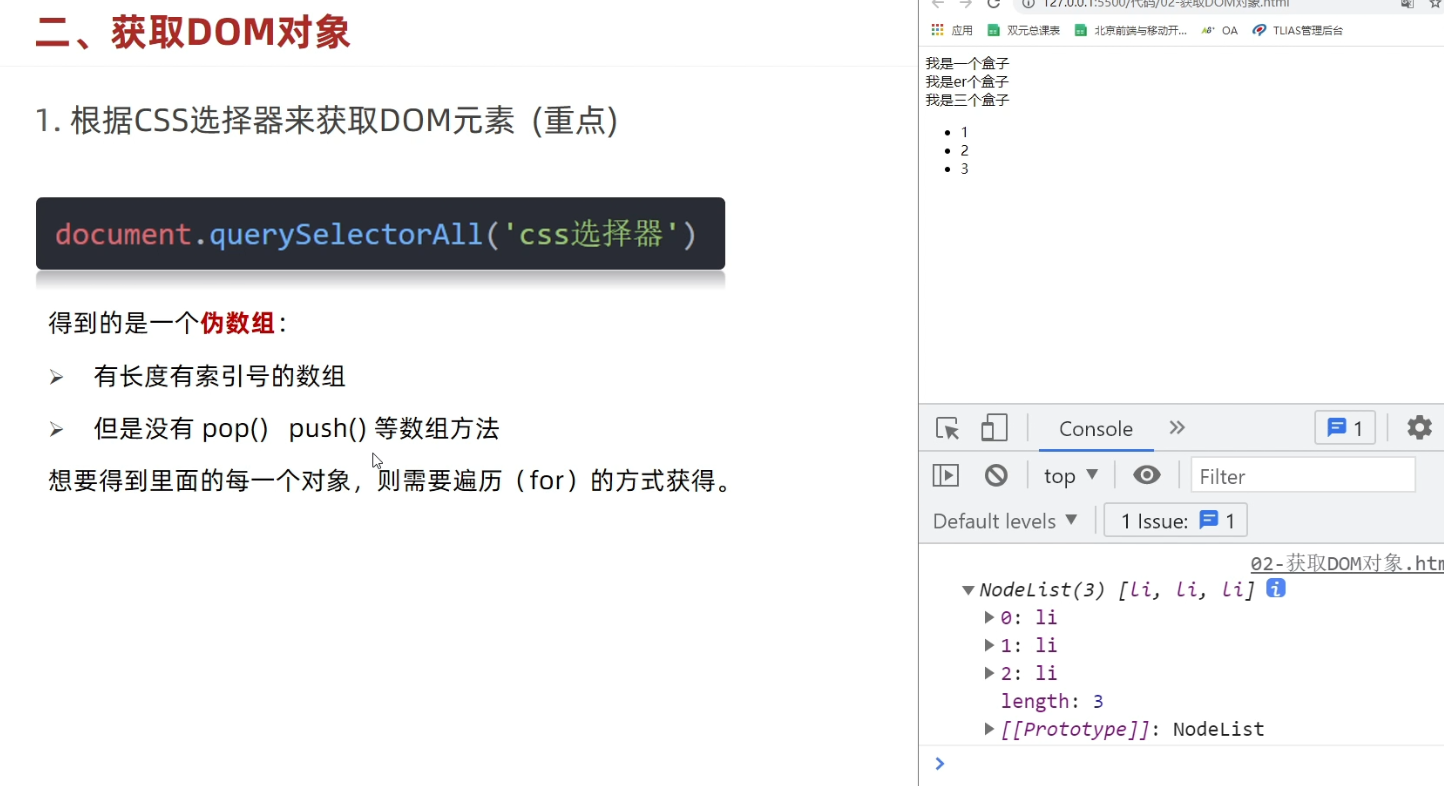 二、获取DOM对象
1. 根据CSS选择器来获取DOM元素 (重点)
document.querySelectorAll('css选择器')
得到的是一个伪数组：
有长度有索引号的数组
但是没有 pop() push() 等数组方法
想要得到里面的每一个对象，则需要遍历（for）的方式获得。
127.0.0.1:5500/代码/02-获取DOM对象.html
应用 双元总课表 北京前端与移动开... OA TLIAS管理后台
我是一个盒子
我是er个盒子
我是三个盒子
1
2
3
Console 1
top Filter
Default levels 1 Issue: 1
02-获取DOM对象.htm
NodeList(3) [li, li, li]
0: li
1: li
2: li
length: 3
[[Prototype]]: NodeList